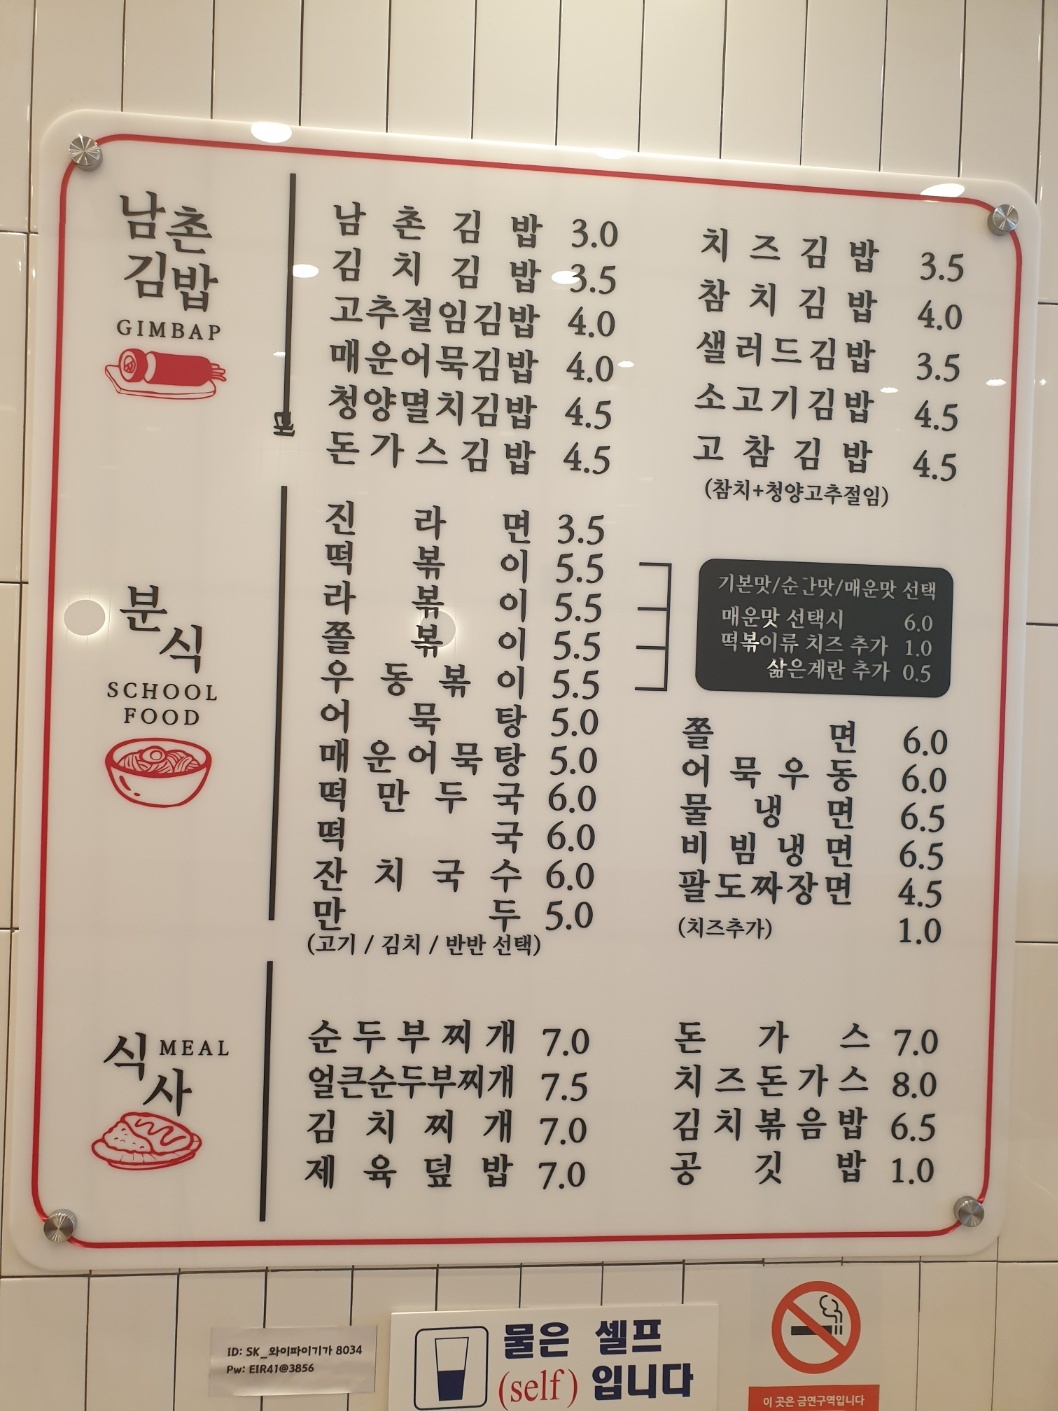 남촌
김밥
GIMBAP
남촌김밥 3.0
김치김밥 3.5
고추절임김밥 4.0
매운어묵김밥 4.0
청양멸치김밥 4.5
돈가스김밥 4.5
치즈김밥 3.5
참치김밥 4.0
샐러드김밥 3.5
소고기김밥 4.5
고참김밥 4.5
(참치+청양고추절임)
분식
SCHOOL
FOOD
진라면 3.5
떡볶이 5.5
라볶이 5.5
쫄볶이 5.5
우동볶이 5.5
어묵탕 5.0
매운어묵탕 5.0
떡만두국 6.0
떡국 6.0
잔치국수 6.0
만두 5.0
(고기 / 김치 / 반반 선택)
기본맛/순한맛/매운맛 선택
매운맛 선택시 6.0
떡볶이류 치즈 추가 1.0
삶은계란 추가 0.5
쫄면 6.0
어묵우동 6.0
물냉면 6.5
비빔냉면 6.5
팔도짜장면 4.5
(치즈추가) 1.0
식사 MEAL
순두부찌개 7.0
얼큰순두부찌개 7.5
김치찌개 7.0
제육덮밥 7.0
돈가스 7.0
치즈돈가스 8.0
김치볶음밥 6.5
공깃밥 1.0
ID: SK_와이파이기가 8034
Pw: EIR41@3856
물은 셀프
(self) 입니다
이 곳은 금연구역입니다